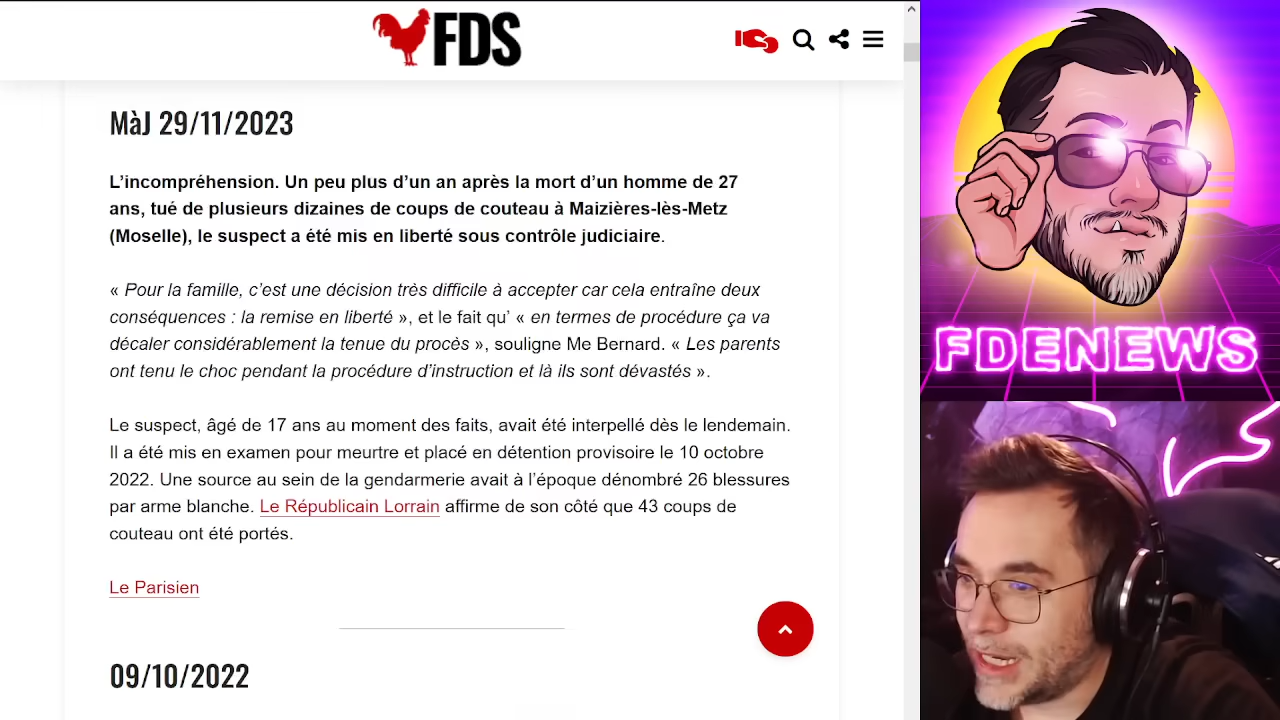 FDS
MàJ 29/11/2023
L’incompréhension. Un peu plus d’un an après la mort d’un homme de 27
ans, tué de plusieurs dizaines de coups de couteau à Maizières-lès-Metz
(Moselle), le suspect a été mis en liberté sous contrôle judiciaire.
« Pour la famille, c’est une décision très difficile à accepter car cela entraîne deux
conséquences : la remise en liberté », et le fait qu’ « en termes de procédure ça va
décaler considérablement la tenue du procès », souligne Me Bernard. « Les parents
ont tenu le choc pendant la procédure d’instruction et là ils sont dévastés ».
Le suspect, âgé de 17 ans au moment des faits, avait été interpellé dès le lendemain.
Il a été mis en examen pour meurtre et placé en détention provisoire le 10 octobre
2022. Une source au sein de la gendarmerie avait à l’époque dénombré 26 blessures
par arme blanche. Le Républicain Lorrain affirme de son côté que 43 coups de
couteau ont été portés.
Le Parisien
09/10/2022
FDENEWS